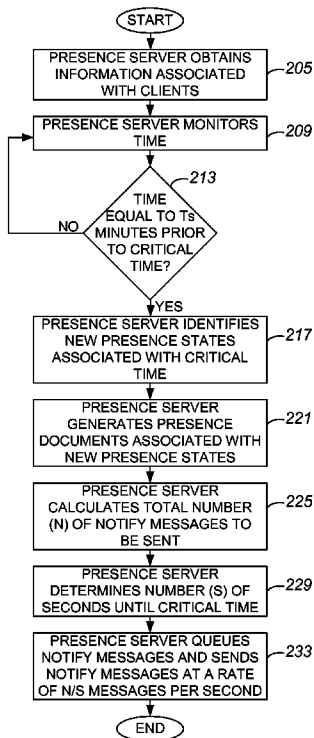 START
PRESENCE SERVER OBTAINS
INFORMATION ASSOCIATED
WITH CLIENTS
205
PRESENCE SERVER MONITORS
TIME
209
213
TIME
EQUAL TO Ts
MINUTES PRIOR
TO CRITICAL
TIME?
NO
YES
PRESENCE SERVER IDENTIFIES
NEW PRESENCE STATES
ASSOCIATED WITH CRITICAL
TIME
217
PRESENCE SERVER
GENERATES PRESENCE
DOCUMENTS ASSOCIATED WITH
NEW PRESENCE STATES
221
PRESENCE SERVER
CALCULATES TOTAL NUMBER
(N) OF NOTIFY MESSAGES TO
BE SENT
225
PRESENCE SERVER
DETERMINES NUMBER (S) OF
SECONDS UNTIL CRITICAL TIME
229
PRESENCE SERVER QUEUES
NOTIFY MESSAGES AND SENDS
NOTIFY MESSAGES AT A RATE
OF N/S MESSAGES PER SECOND
233
END